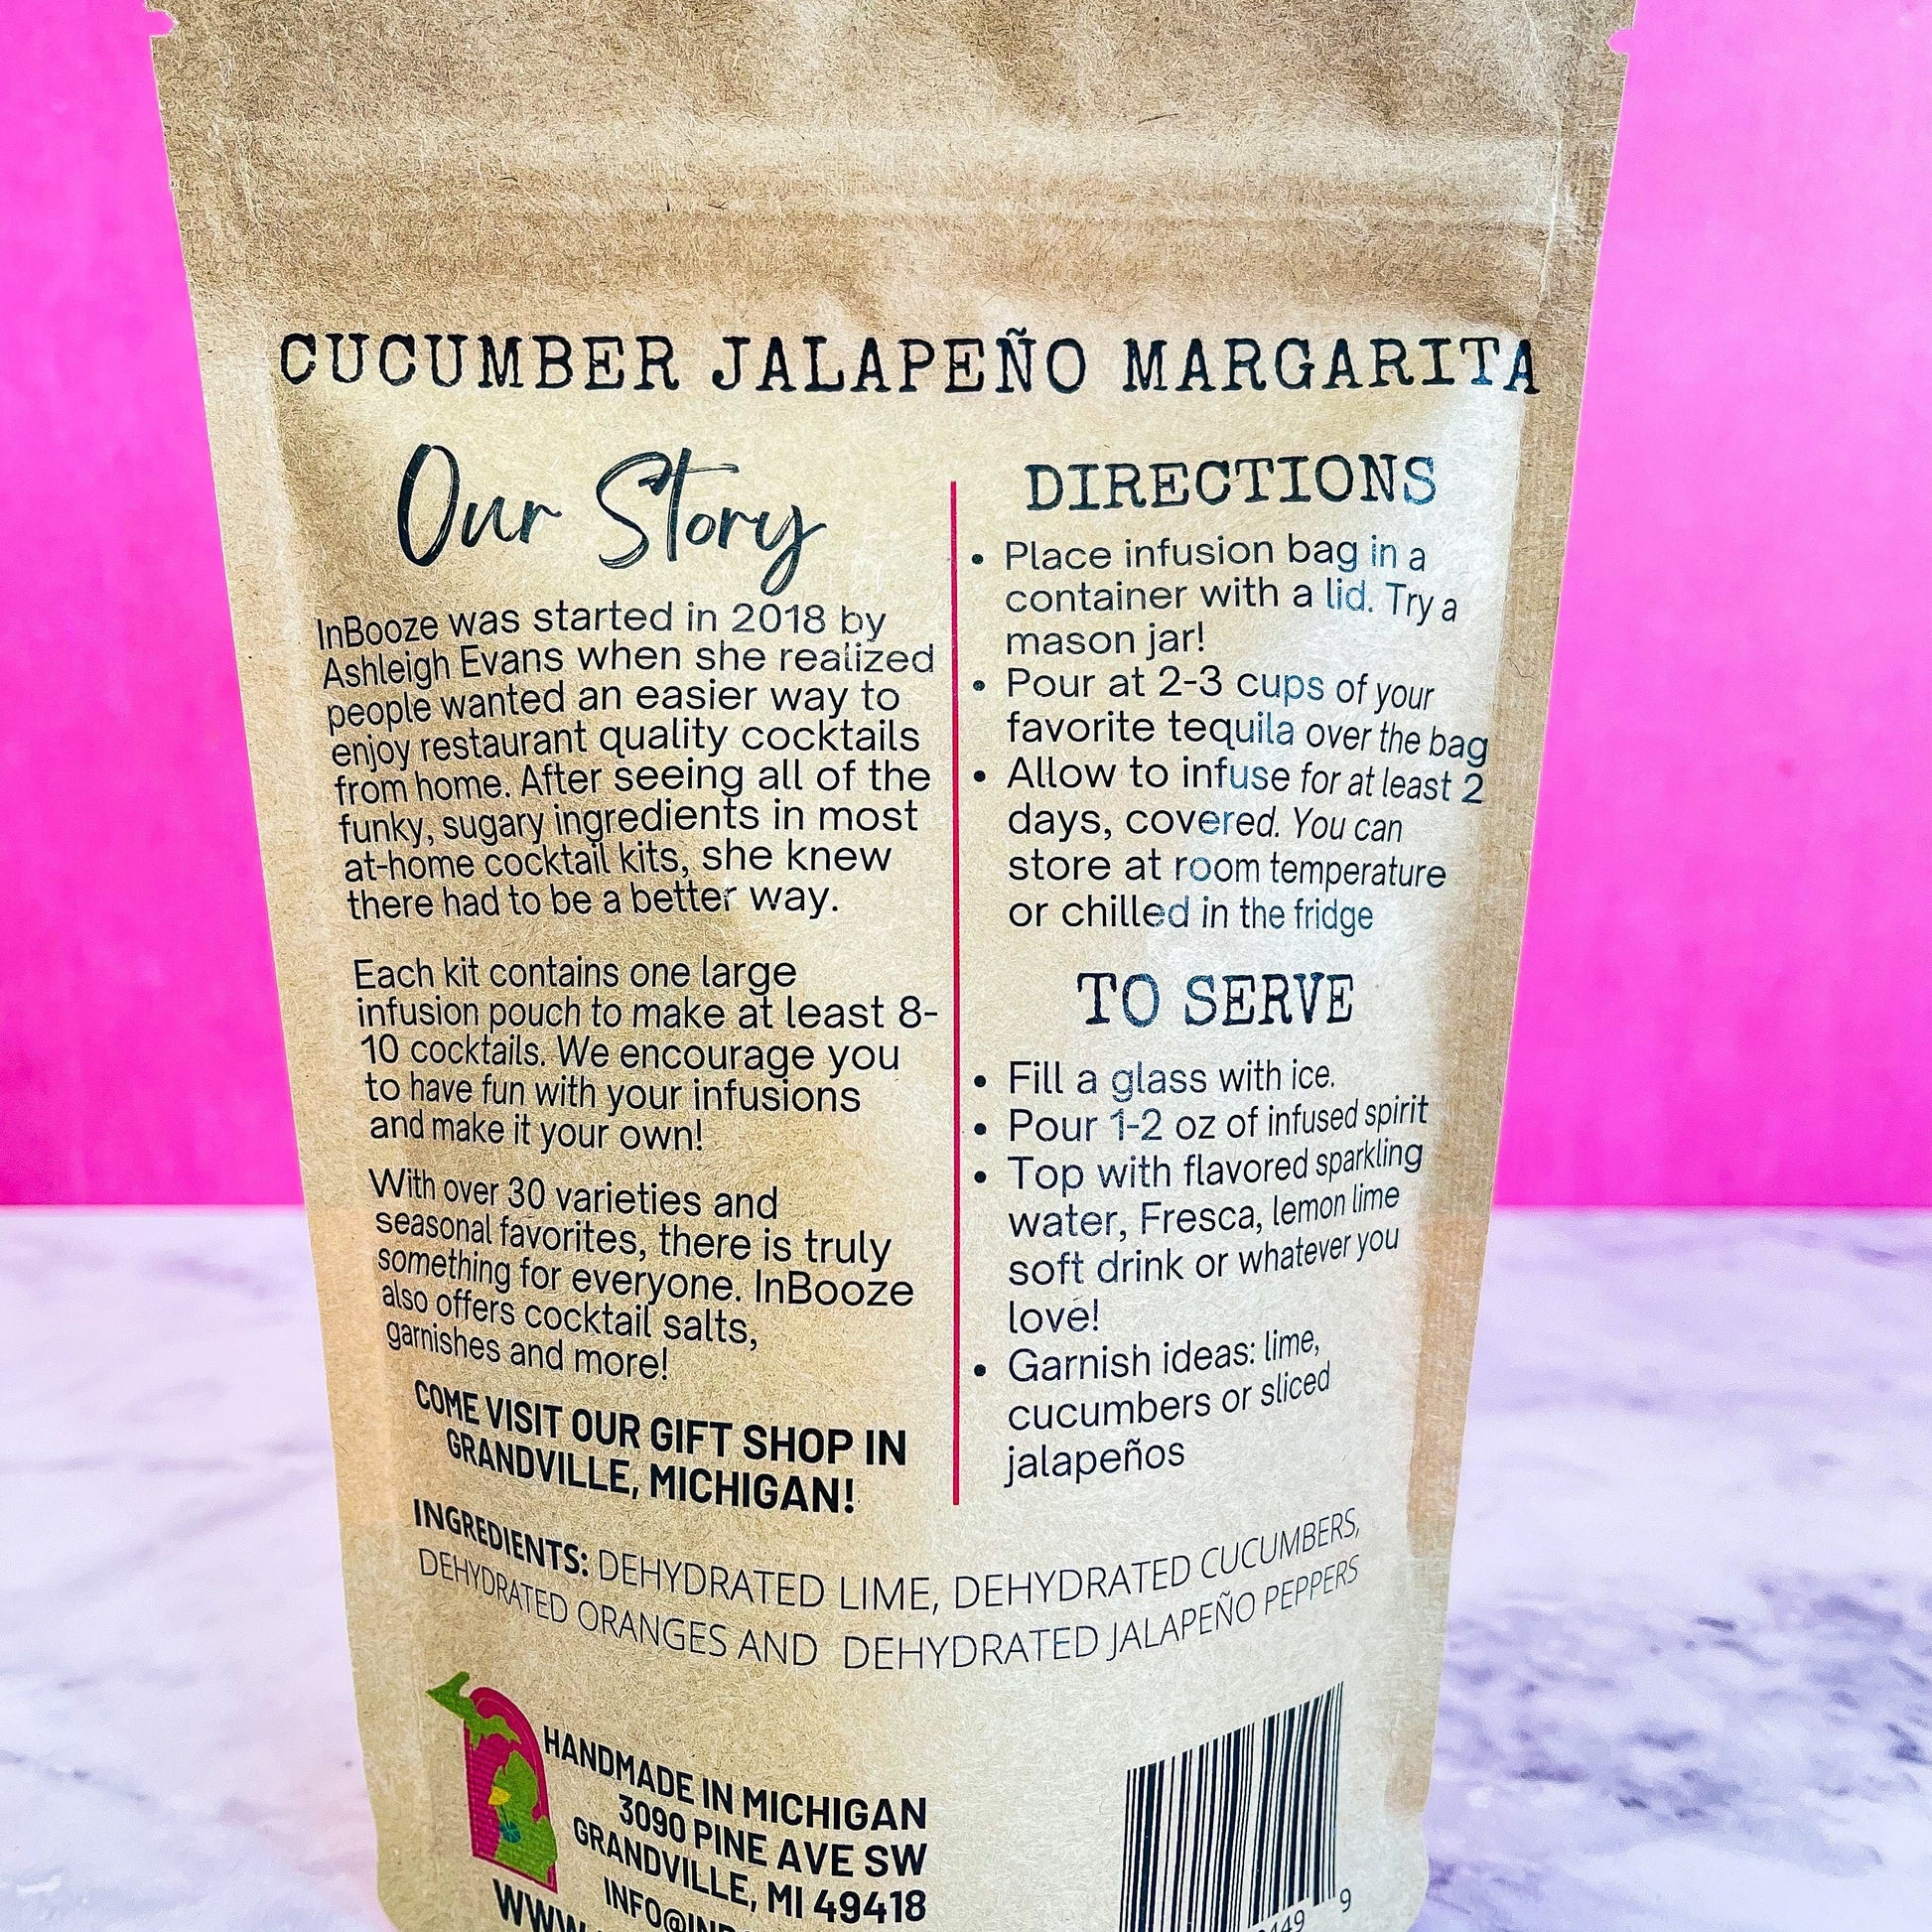 CUCUMBER JALAPEÑO MARGARITA
Our Story
InBooze was started in 2018 by
Ashleigh Evans when she realized
people wanted an easier way to
enjoy restaurant quality cocktails
from home. After seeing all of the
funky, sugary ingredients in most
at-home cocktail kits, she knew
there had to be a better way.
Each kit contains one large
infusion pouch to make at least 8-
10 cocktails. We encourage you
to have fun with your infusions
and make it your own!
With over 30 varieties and
seasonal favorites, there is truly
something for everyone. InBooze
also offers cocktail salts,
garnishes and more!
COME VISIT OUR GIFT SHOP IN
GRANDVILLE, MICHIGAN!
DIRECTIONS
• Place infusion bag in a
container with a lid. Try a
mason jar!
• Pour at 2-3 cups of your
favorite tequila over the bag
• Allow to infuse for at least 2
days, covered. You can
store at room temperature
or chilled in the fridge
TO SERVE
• Fill a glass with ice.
• Pour 1-2 oz of infused spirit
• Top with flavored sparkling
water, Fresca, lemon lime
soft drink or whatever you
love!
• Garnish ideas: lime,
cucumbers or sliced
jalapeños
INGREDIENTS: DEHYDRATED LIME, DEHYDRATED CUCUMBERS,
DEHYDRATED ORANGES AND DEHYDRATED JALAPEÑO PEPPERS
HANDMADE IN MICHIGAN
3090 PINE AVE SW
GRANDVILLE, MI 49418
9